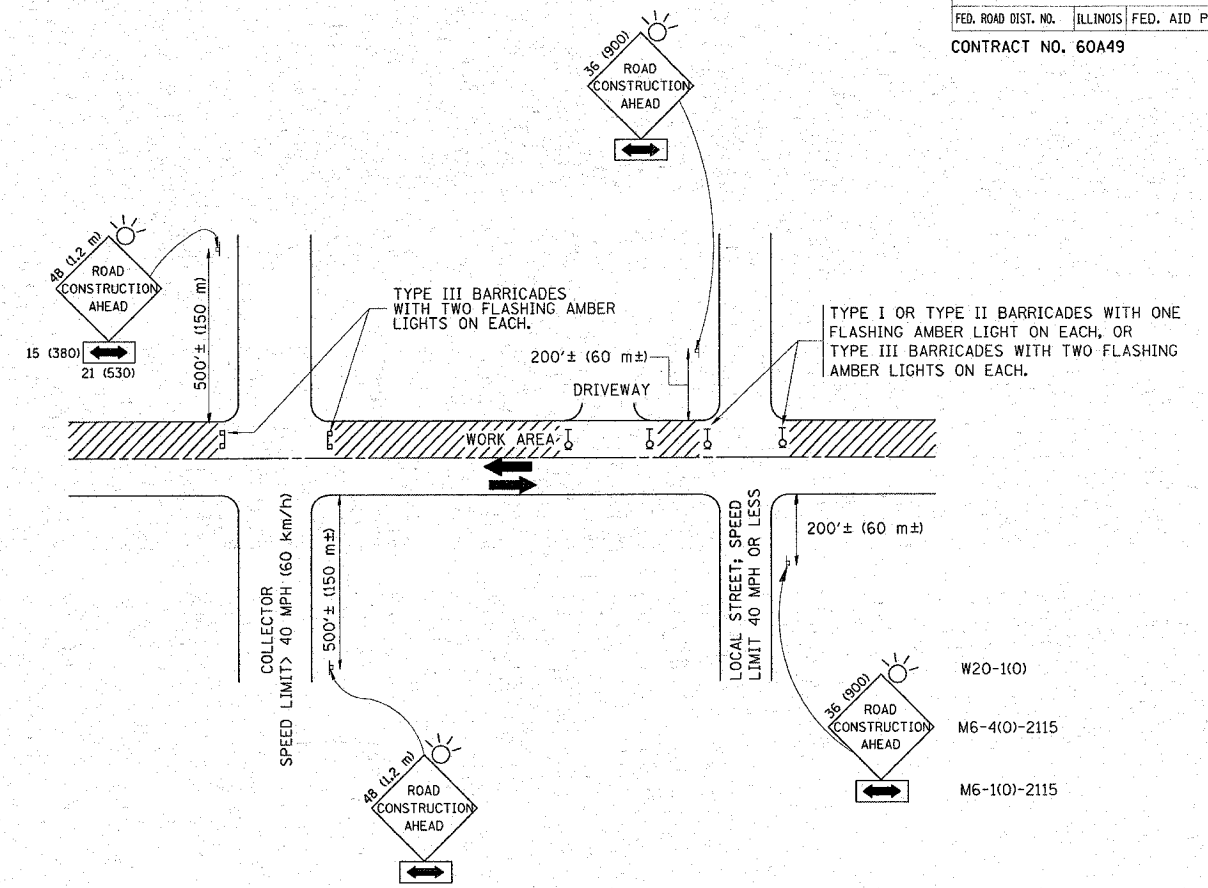 FED. ROAD DIST. NO. ILLINOIS FED. AID P
CONTRACT NO. 60A49
36 (900)
ROAD
CONSTRUCTION
AHEAD
48 (1.2 m)
ROAD
CONSTRUCTION
AHEAD
15 (380)
21 (530)
500'± (150 m)
TYPE III BARRICADES
WITH TWO FLASHING AMBER
LIGHTS ON EACH.
200'± (60 m±)
DRIVEWAY
TYPE I OR TYPE II BARRICADES WITH ONE
FLASHING AMBER LIGHT ON EACH, OR
TYPE III BARRICADES WITH TWO FLASHING
AMBER LIGHTS ON EACH.
WORK AREA
COLLECTOR
SPEED LIMIT> 40 MPH (60 km/h)
500'± (150 m±)
LOCAL STREET; SPEED
LIMIT 40 MPH OR LESS
200'± (60 m±)
48 (1.2 m)
ROAD
CONSTRUCTION
AHEAD
36 (900)
ROAD
CONSTRUCTION
AHEAD
W20-1(O)
M6-4(O)-2115
M6-1(O)-2115